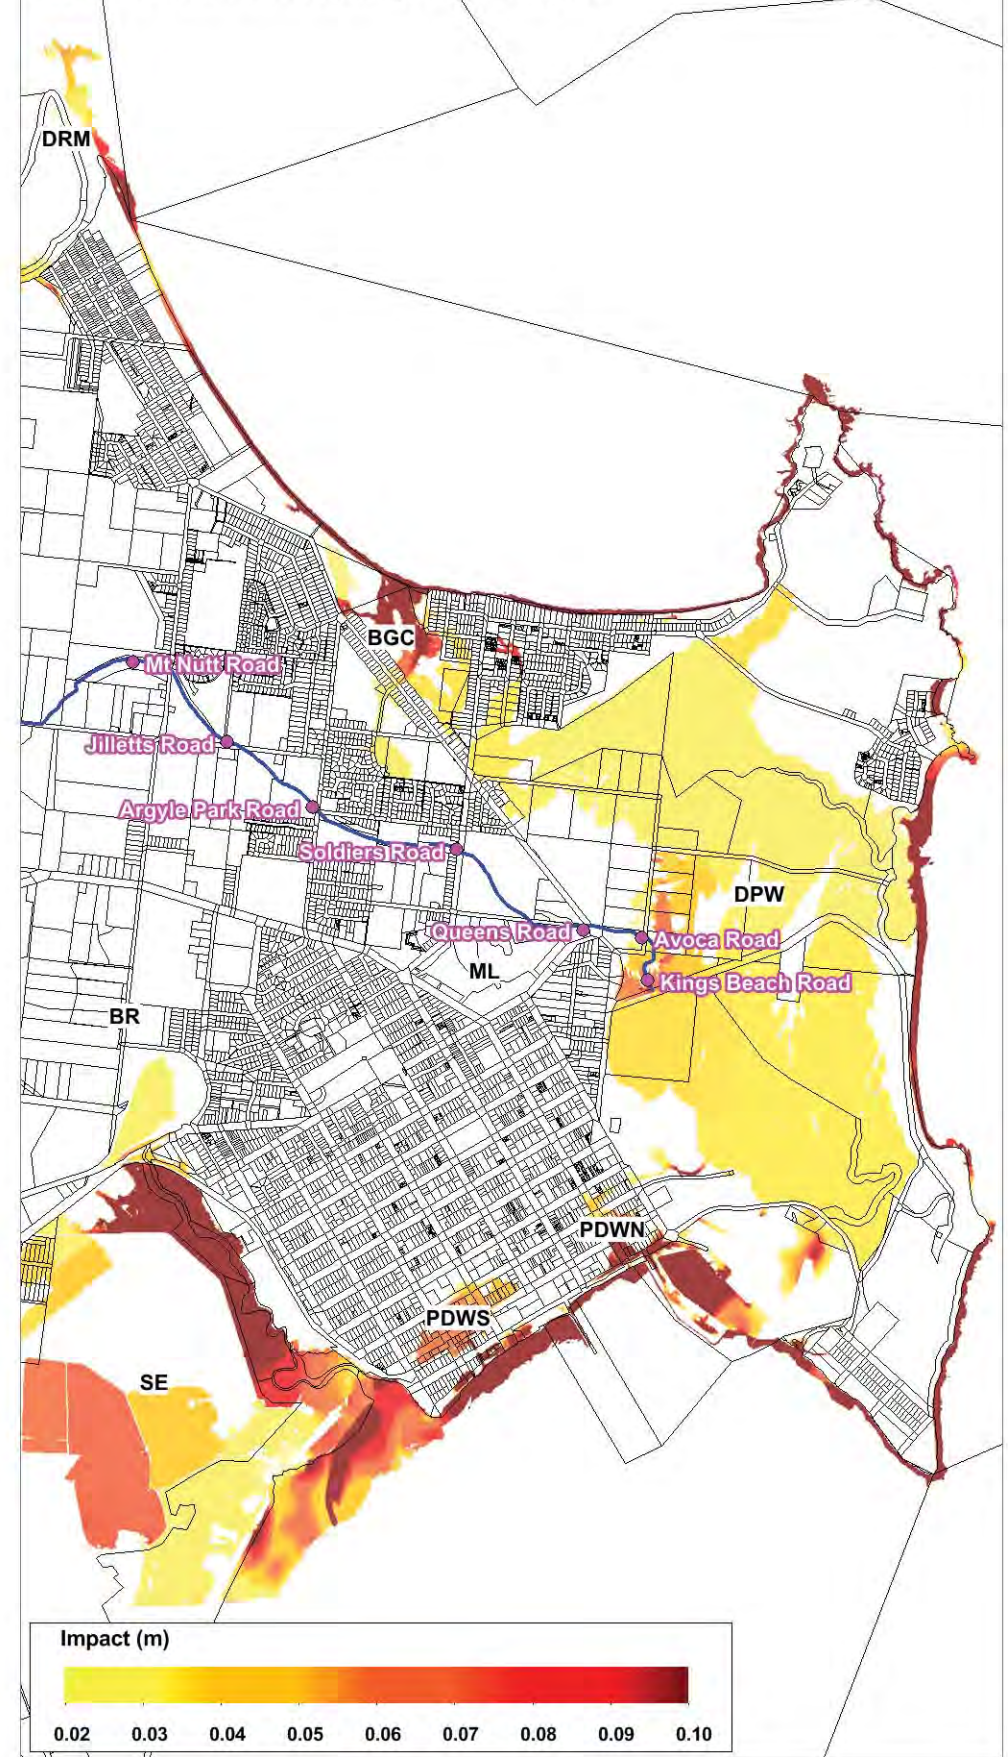 DRM
BGC
Mt Nutt Road
Jilletts Road
Argyle Park Road
Soldiers Road
DPW
Queens Road
Avoca Road
ML
Kings Beach Road
BR
PDWN
PDWS
SE
Impact (m)
0.02 0.03 0.04 0.05 0.06 0.07 0.08 0.09 0.10